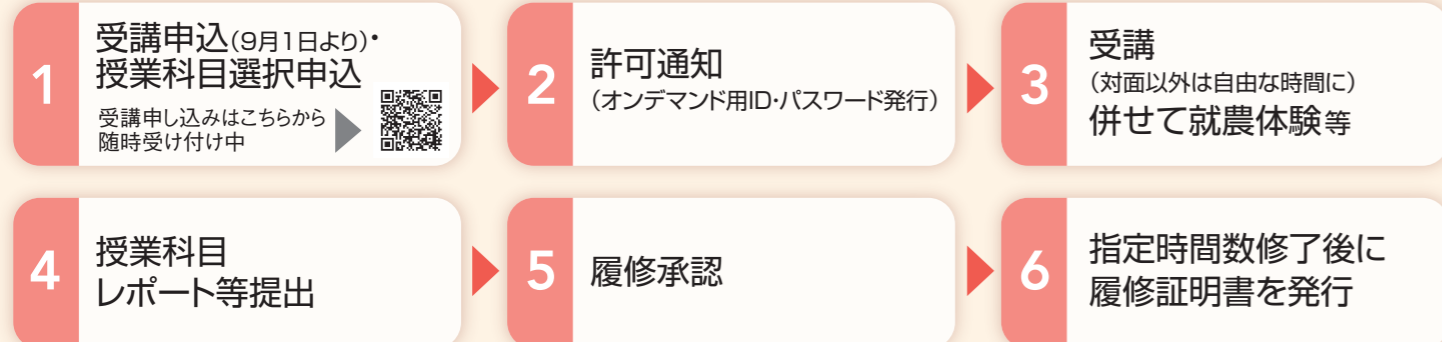 1
受講申込(9月1日より)・
授業科目選択申込
受講申し込みはこちらから
随時受け付け中
2
許可通知
(オンデマンド用ID・パスワード発行)
3
受講
(対面以外は自由な時間に)
併せて就農体験等
4
授業科目
レポート等提出
5
履修承認
6
指定時間数修了後に
履修証明書を発行